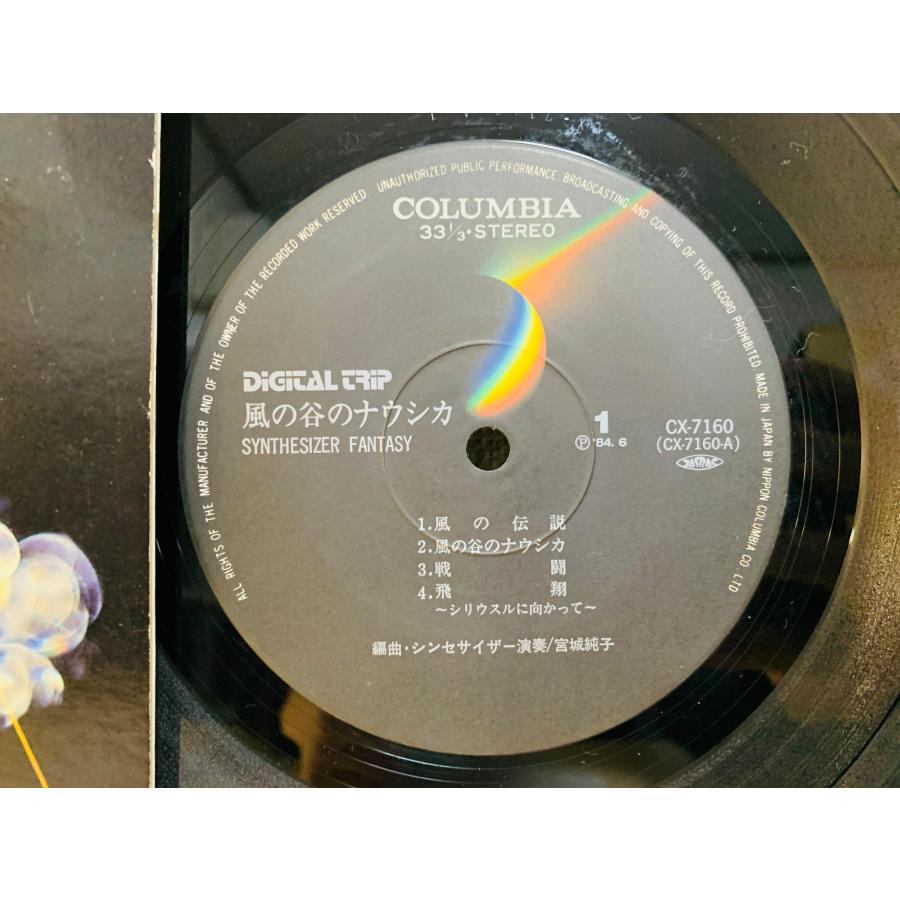 ALL RIGHTS OF THE MANUFACTURER AND OF THE OWNER OF THE RECORDED WORK RESERVED. UNAUTHORIZED PUBLIC PERFORMANCE. BROADCASTING AND COPYING OF THIS RECORD PROHIBITED. MADE IN JAPAN BY NIPPON COLUMBIA CO. LTD
COLUMBIA
33 1/3・STEREO
DIGITAL TRIP
風の谷のナウシカ
SYNTHESIZER FANTASY
1
Ⓟ'84. 6
CX-7160
(CX-7160-A)
JASRAC
1.風の伝説
2.風の谷のナウシカ
3.戦闘
4.飛翔
～シリウスルに向かって～
編曲・シンセサイザー演奏/宮城純子